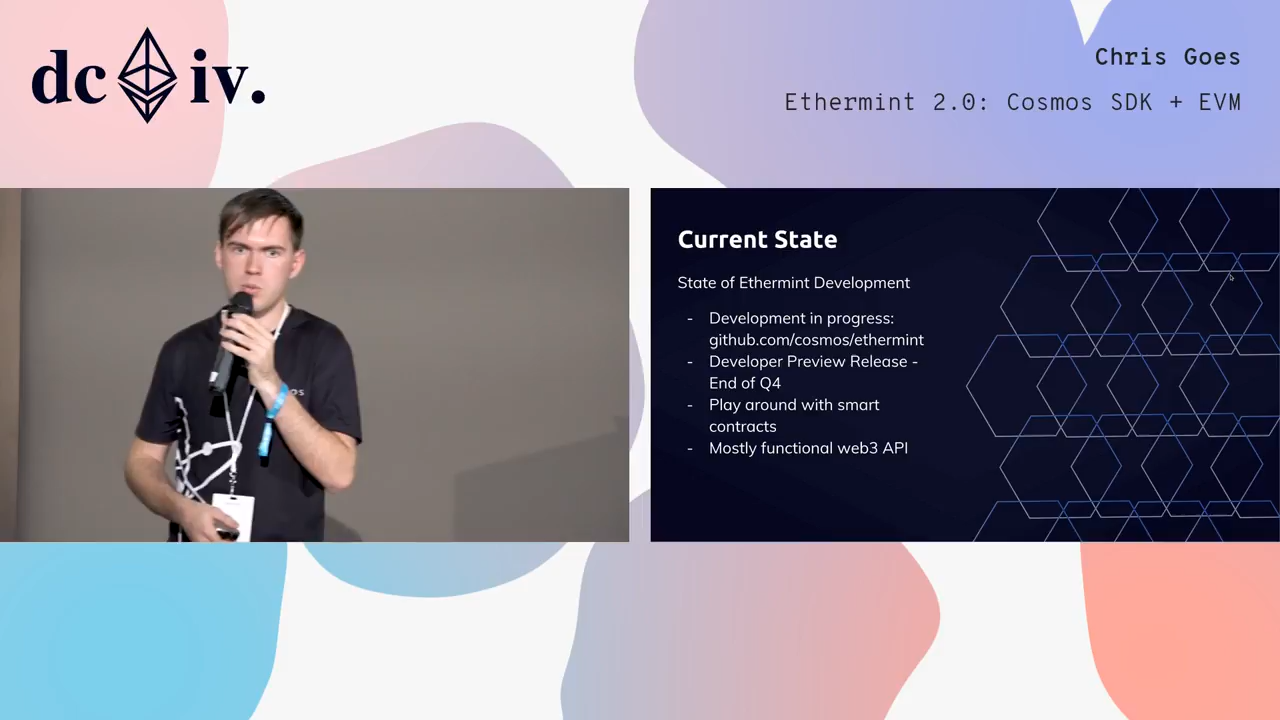 dc iv.
Chris Goes
Ethermint 2.0: Cosmos SDK + EVM
Current State
State of Ethermint Development
- Development in progress:
github.com/cosmos/ethermint
- Developer Preview Release -
End of Q4
- Play around with smart
contracts
- Mostly functional web3 API
OS